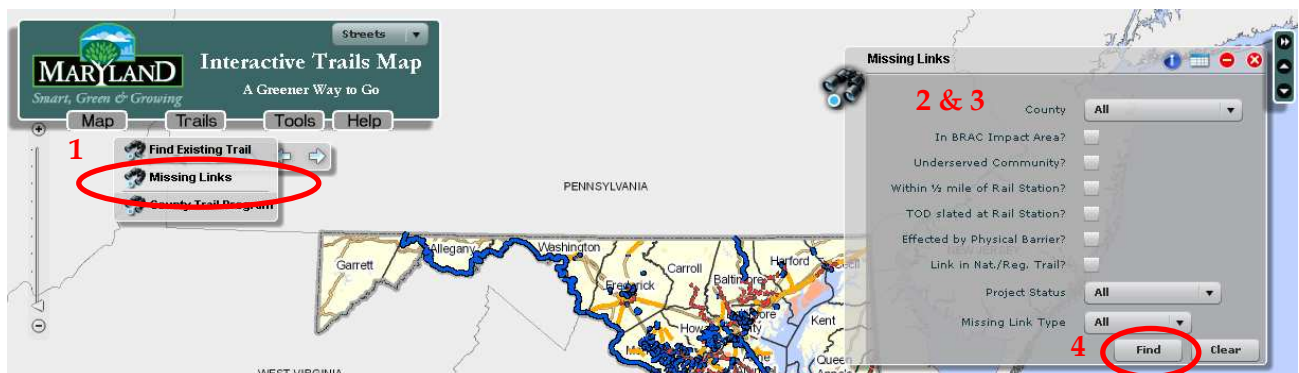 Streets
MARYLAND
Smart, Green & Growing
Interactive Trails Map
A Greener Way to Go
Map Trails Tools Help
1
Find Existing Trail
Missing Links
County Trail Program
PENNSYLVANIA
Garrett
Allegany
Washington
Frederick
Carroll
Baltimore
Harford
Cecil
Kent
Queen
WEST VIRGINIA
Missing Links
2 & 3
County All
In BRAC Impact Area?
Underserved Community?
Within ½ mile of Rail Station?
TOD slated at Rail Station?
Effected by Physical Barrier?
Link in Nat./Reg. Trail?
Project Status All
Missing Link Type All
4
Find Clear